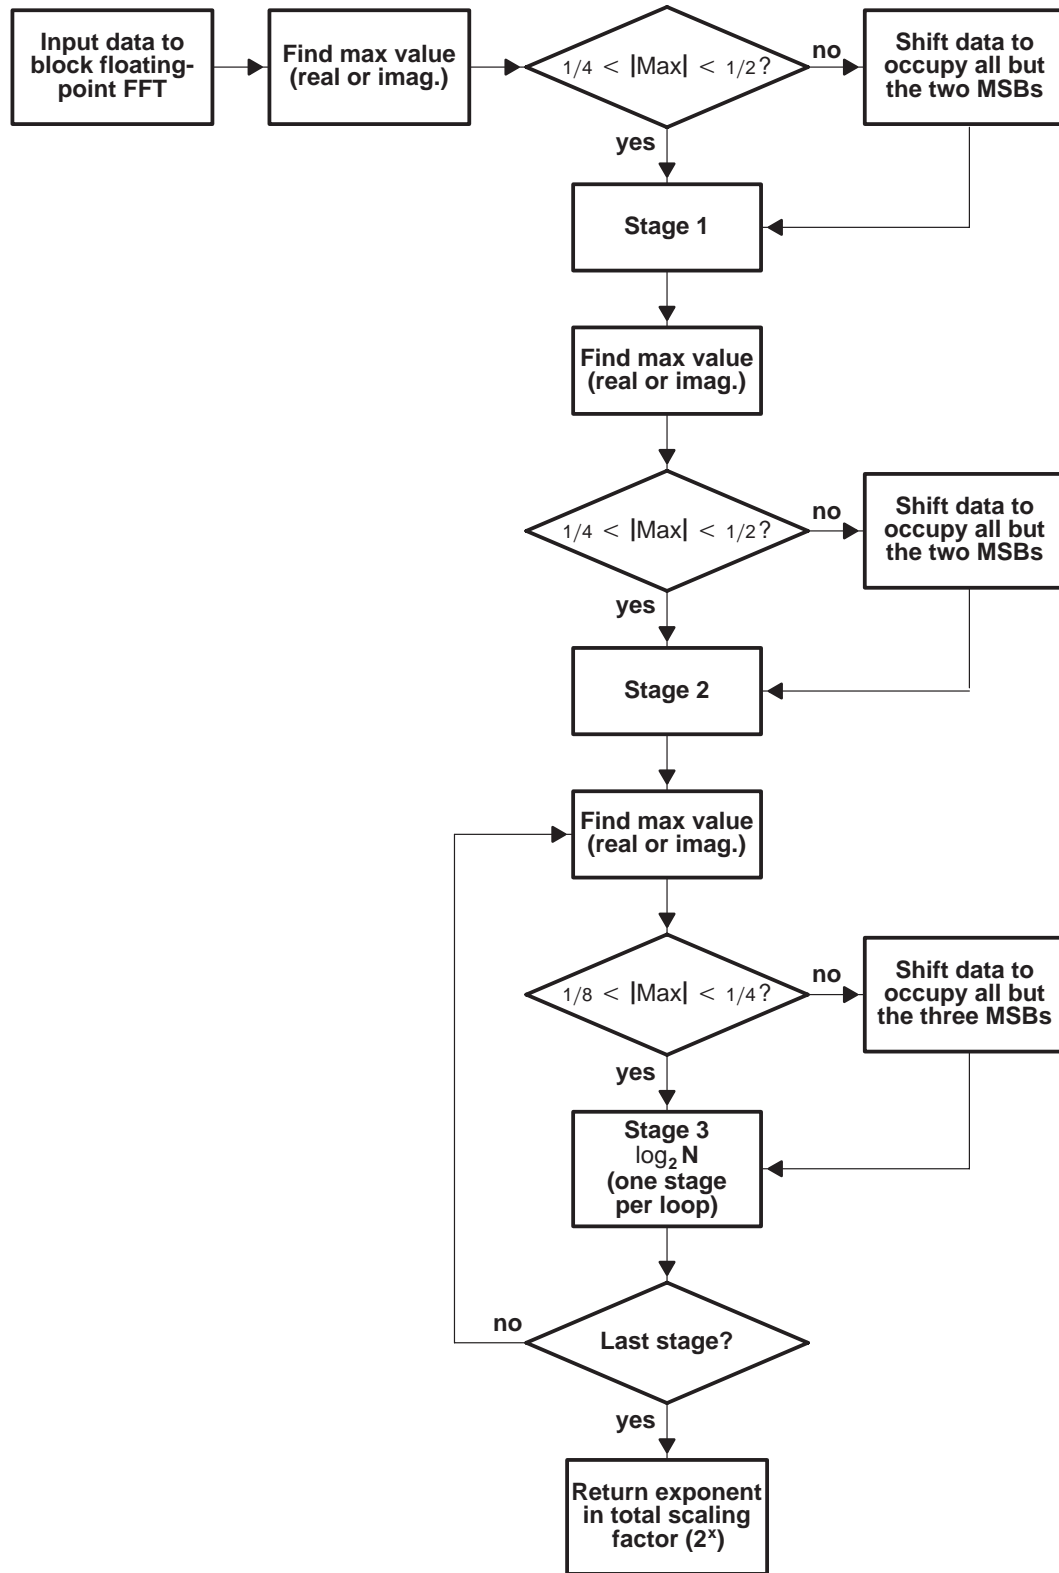 Input data to
block floating-
point FFT
Find max value
(real or imag.)
1/4 < |Max| < 1/2?
no
Shift data to
occupy all but
the two MSBs
yes
Stage 1
Find max value
(real or imag.)
1/4 < |Max| < 1/2?
no
Shift data to
occupy all but
the two MSBs
yes
Stage 2
Find max value
(real or imag.)
1/8 < |Max| < 1/4?
no
Shift data to
occupy all but
the three MSBs
yes
Stage 3
log₂ N
(one stage
per loop)
no
Last stage?
yes
Return exponent
in total scaling
factor (2ˣ)